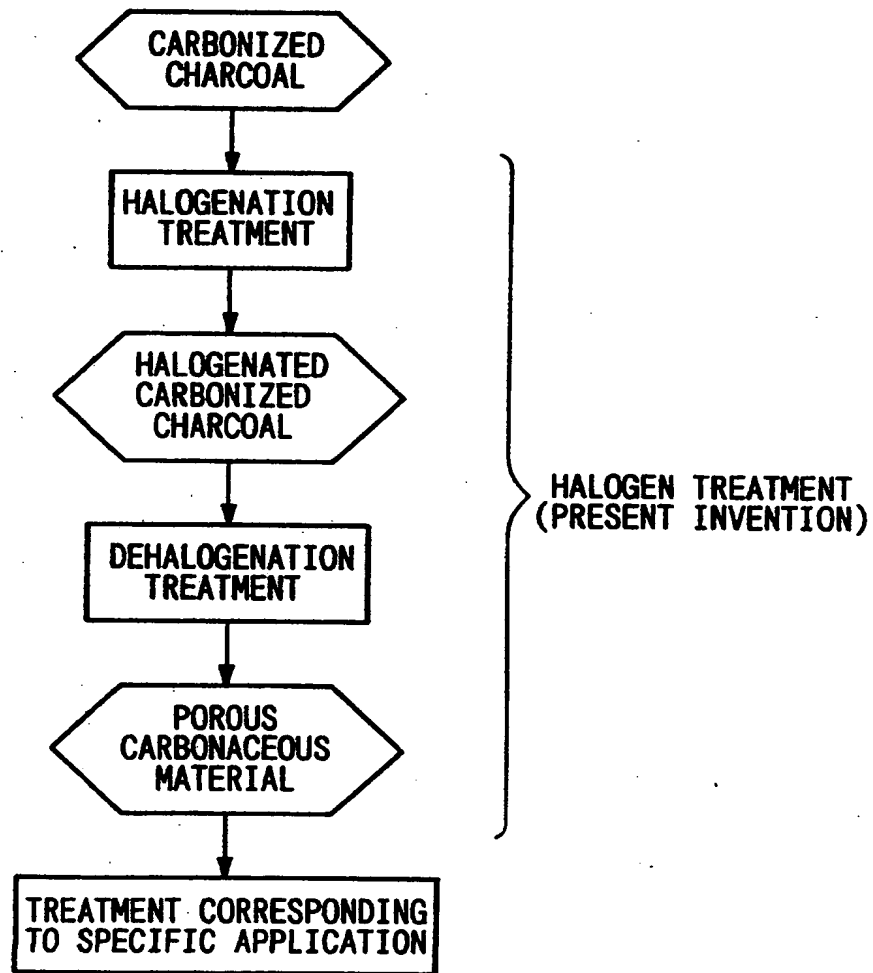 CARBONIZED
CHARCOAL
HALOGENATION
TREATMENT
HALOGENATED
CARBONIZED
CHARCOAL
DEHALOGENATION
TREATMENT
POROUS
CARBONACEOUS
MATERIAL
TREATMENT CORRESPONDING
TO SPECIFIC APPLICATION
HALOGEN TREATMENT
(PRESENT INVENTION)